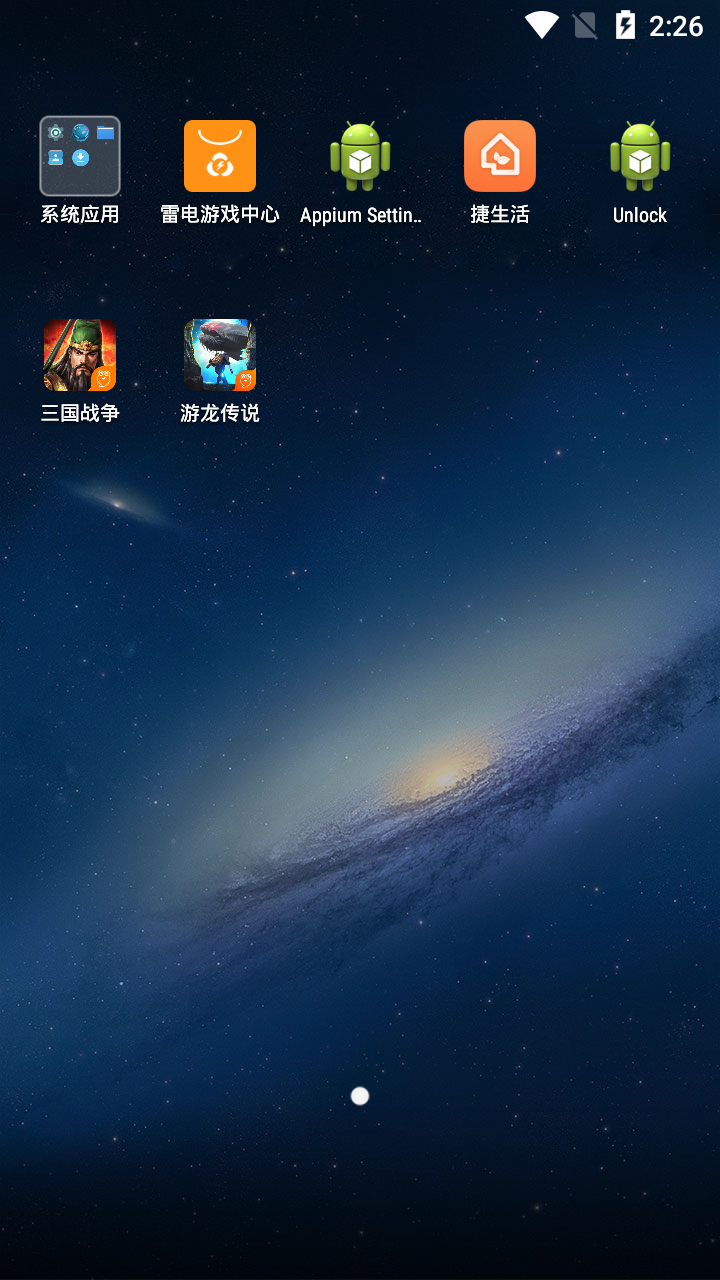 2:26
系统应用
雷电游戏中心
Appium Settin..
捷生活
Unlock
三国战争
游龙传说